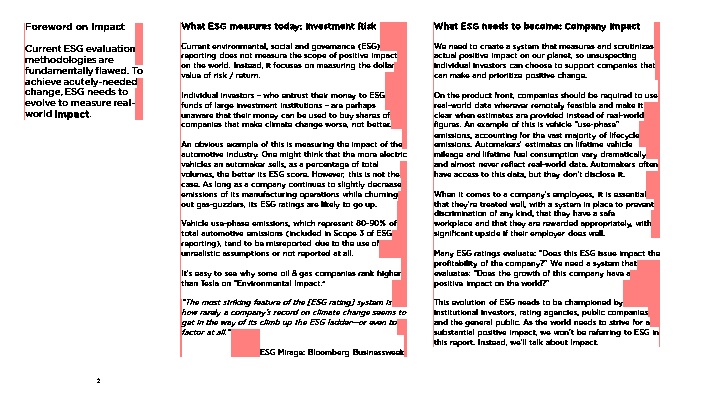 Foreword on Impact
Current ESG evaluation
methodologies are
fundamentally flawed. To
achieve acutely-needed
change, ESG needs to
evolve to measure real-
world Impact.
What ESG measures today: Investment Risk
Current environmental, social and governance (ESG)
reporting does not measure the scope of positive impact
on the world. Instead, it focuses on measuring the dollar
value of risk / return.
Individual investors – who entrust their money to ESG
funds of large investment institutions – are perhaps
unaware that their money can be used to buy shares of
companies that make climate change worse, not better.
An obvious example of this is measuring the impact of the
automotive industry. One might think that the more electric
vehicles an automaker sells, as a percentage of total
volumes, the better its ESG score. However, this is not the
case. As long as a company continues to slightly decrease
emissions of its manufacturing operations while churning
out gas-guzzlers, its ESG ratings are likely to go up.
Vehicle use-phase emissions, which represent 80-90% of
total automotive emissions (included in Scope 3 of ESG
reporting), tend to be misreported due to the use of
unrealistic assumptions or not reported at all.
It's easy to see why some oil & gas companies rank higher
than Tesla on "Environmental Impact."
"The most striking feature of the [ESG rating] system is
how rarely a company's record on climate change seems to
get in the way of its climb up the ESG ladder—or even to
factor at all."
ESG Mirage: Bloomberg Businessweek
What ESG needs to become: Company Impact
We need to create a system that measures and scrutinizes
actual positive impact on our planet, so unsuspecting
individual investors can choose to support companies that
can make and prioritize positive change.
On the product front, companies should be required to use
real-world data wherever remotely feasible and make it
clear when estimates are provided instead of real-world
figures. An example of this is vehicle "use-phase"
emissions, accounting for the vast majority of lifecycle
emissions. Automakers' estimates on lifetime vehicle
mileage and lifetime fuel consumption vary dramatically
and almost never reflect real-world data. Automakers often
have access to this data, but they don't disclose it.
When it comes to a company's employees, it is essential
that they're treated well, with a system in place to prevent
discrimination of any kind, that they have a safe
workplace and that they are rewarded appropriately, with
significant upside if their employer does well.
Many ESG ratings evaluate: "Does this ESG issue impact the
profitability of the company?" We need a system that
evaluates: "Does the growth of this company have a
positive impact on the world?"
This evolution of ESG needs to be championed by
institutional investors, rating agencies, public companies
and the general public. As the world needs to strive for a
substantial positive impact, we won't be referring to ESG in
this report. Instead, we'll talk about Impact.
2